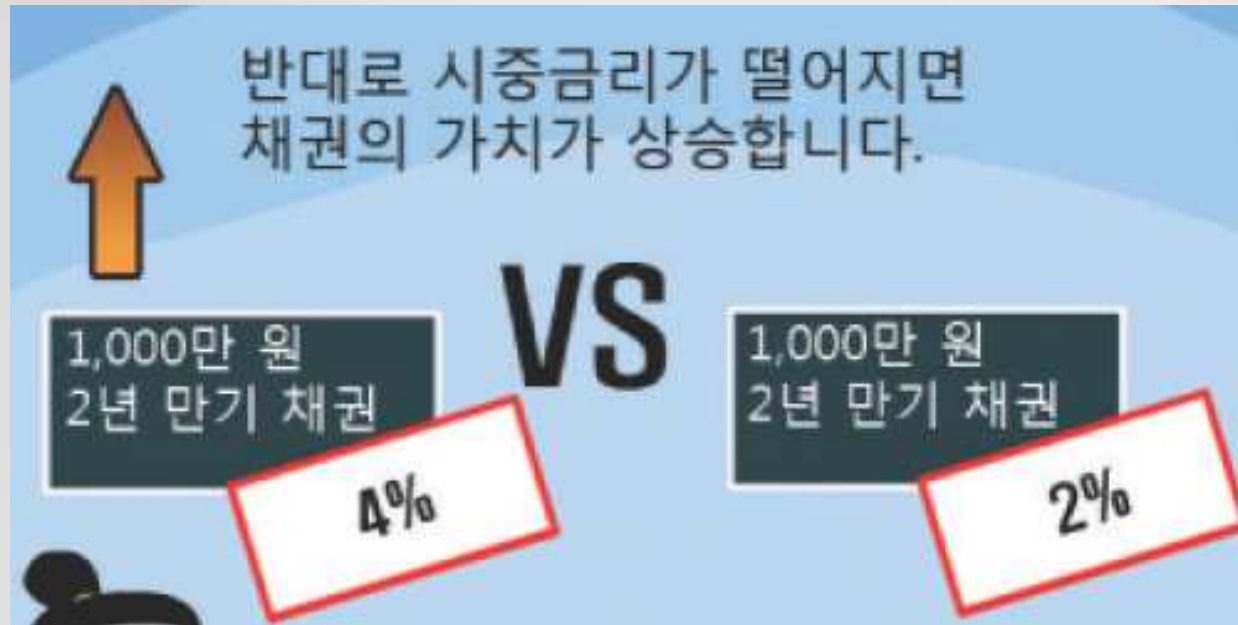 반대로 시중금리가 떨어지면
채권의 가치가 상승합니다.
VS
1,000만 원
2년 만기 채권
4%
1,000만 원
2년 만기 채권
2%